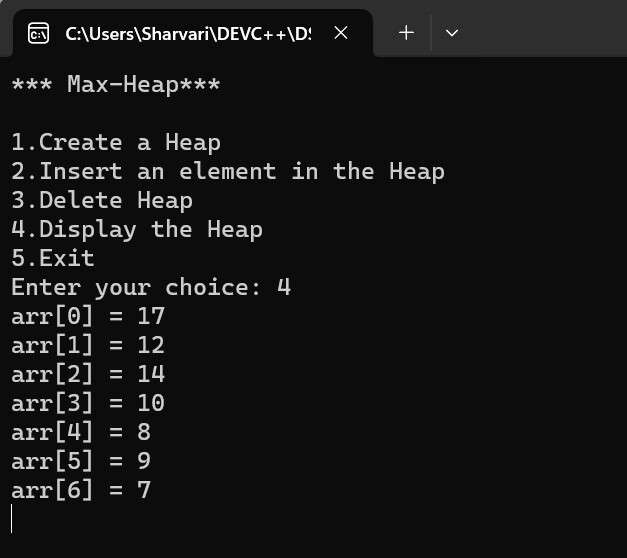 C:\Users\Sharvari\DEVC++\D
*** Max-Heap***
1.Create a Heap
2.Insert an element in the Heap
3.Delete Heap
4.Display the Heap
5.Exit
Enter your choice: 4
arr[0] = 17
arr[1] = 12
arr[2] = 14
arr[3] = 10
arr[4] = 8
arr[5] = 9
arr[6] = 7